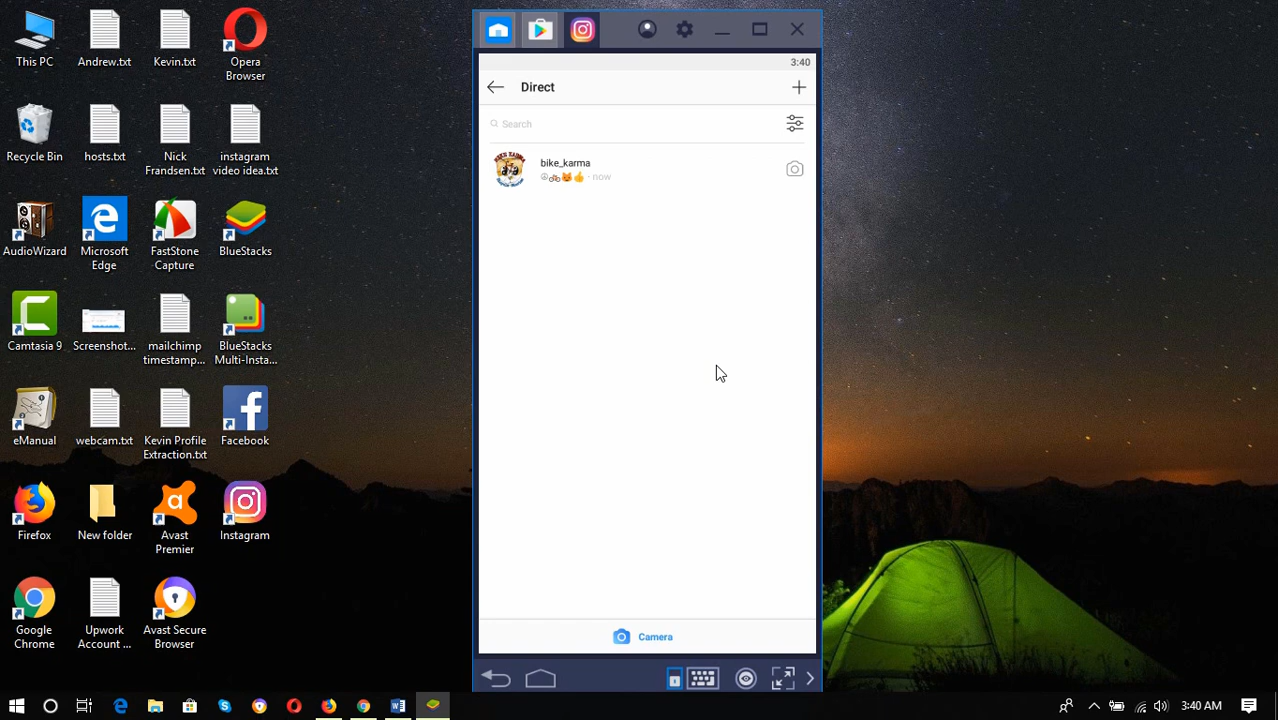 This PC
Andrew.txt
Kevin.txt
Opera
Browser
Recycle Bin
hosts.txt
Nick
Frandsen.txt
instagram
video idea.txt
AudioWizard
Microsoft
Edge
FastStone
Capture
BlueStacks
Camtasia 9
Screenshot...
mailchimp
timestamp...
BlueStacks
Multi-Insta...
eManual
webcam.txt
Kevin Profile
Extraction.txt
Facebook
Firefox
New folder
Avast
Premier
Instagram
Google
Chrome
Upwork
Account ...
Avast Secure
Browser
3:40
Direct
Search
bike_karma
☮🚲😺👍 · now
Camera
3:40 AM